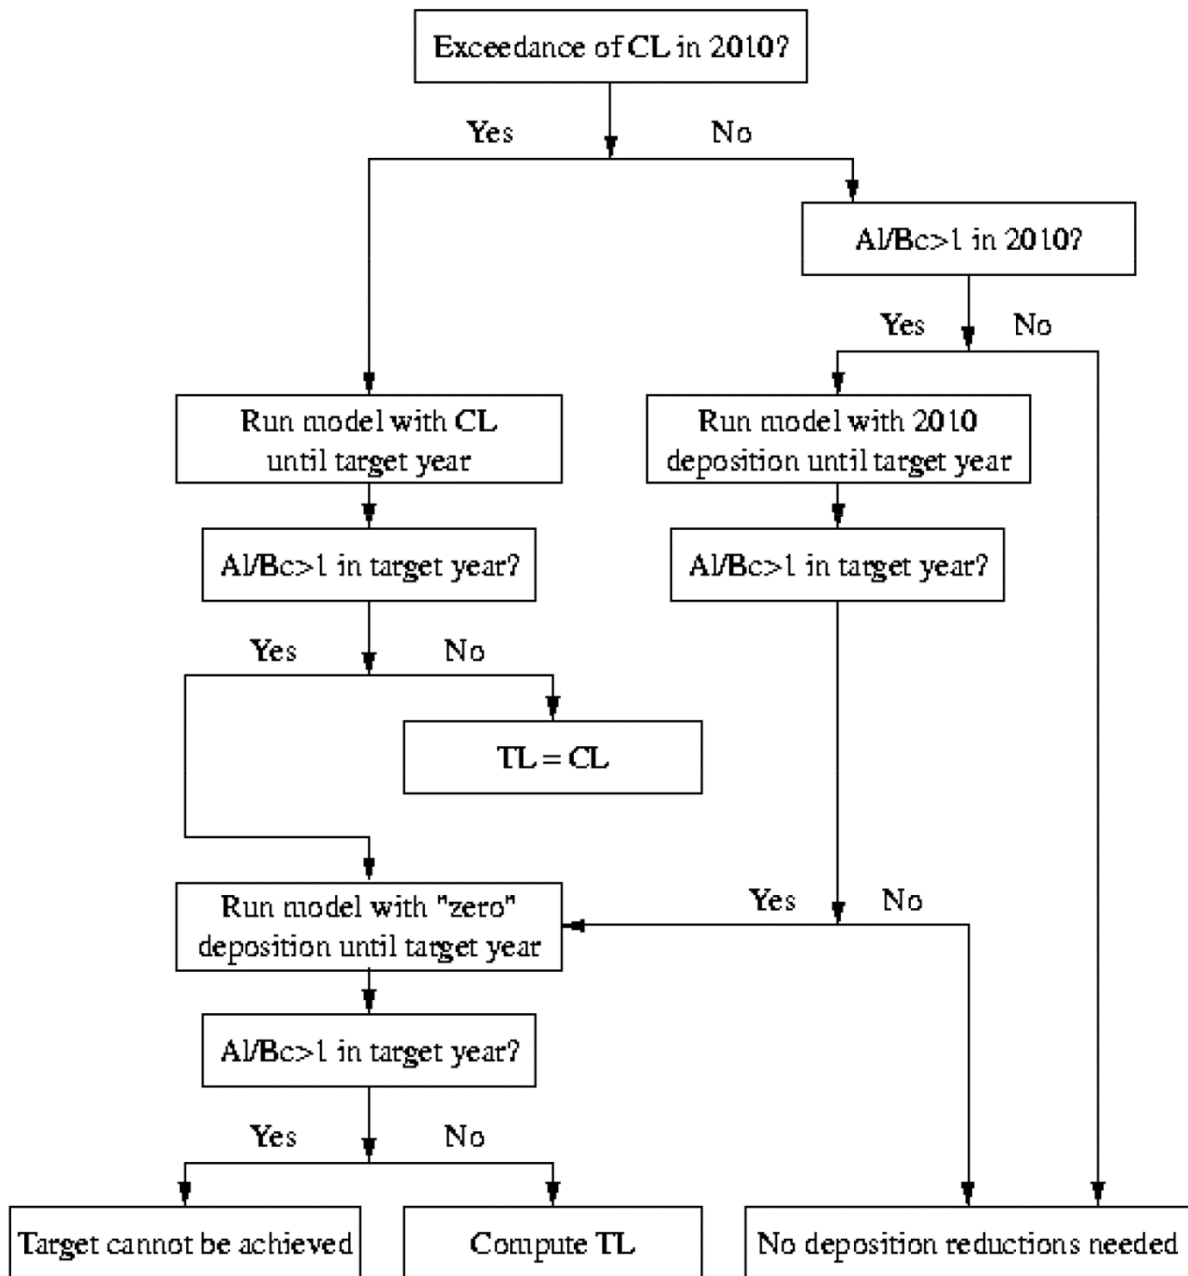 Exceedance of CL in 2010?
Yes No
Al/Bc>1 in 2010?
Yes No
Run model with CL
until target year
Run model with 2010
deposition until target year
Al/Bc>1 in target year?
Al/Bc>1 in target year?
Yes No
TL = CL
Run model with "zero"
deposition until target year
Yes No
Al/Bc>1 in target year?
Yes No
Target cannot be achieved
Compute TL
No deposition reductions needed